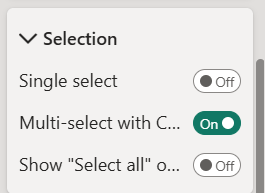 Selection
Single select Off
Multi-select with C... On
Show "Select all" o... Off